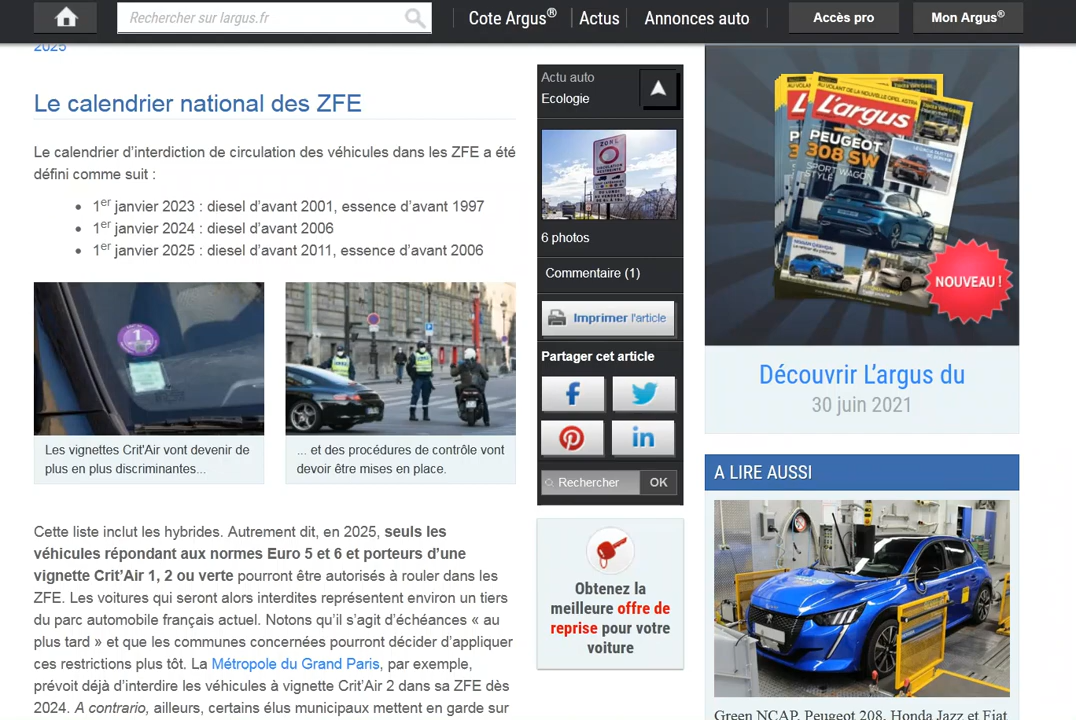 Rechercher sur largus.fr
Cote Argus®
Actus
Annonces auto
Accès pro
Mon Argus®
2025
Le calendrier national des ZFE
Le calendrier d'interdiction de circulation des véhicules dans les ZFE a été
défini comme suit :
• 1er janvier 2023 : diesel d'avant 2001, essence d'avant 1997
• 1er janvier 2024 : diesel d'avant 2006
• 1er janvier 2025 : diesel d'avant 2011, essence d'avant 2006
1
Les vignettes Crit'Air vont devenir de
plus en plus discriminantes...
... et des procédures de contrôle vont
devoir être mises en place.
Cette liste inclut les hybrides. Autrement dit, en 2025, seuls les
véhicules répondant aux normes Euro 5 et 6 et porteurs d'une
vignette Crit'Air 1, 2 ou verte pourront être autorisés à rouler dans les
ZFE. Les voitures qui seront alors interdites représentent environ un tiers
du parc automobile français actuel. Notons qu'il s'agit d'échéances « au
plus tard » et que les communes concernées pourront décider d'appliquer
ces restrictions plus tôt. La Métropole du Grand Paris, par exemple,
prévoit déjà d'interdire les véhicules à vignette Crit'Air 2 dans sa ZFE dès
2024. A contrario, ailleurs, certains élus municipaux mettent en garde sur
Actu auto
Ecologie
ZONE
6 photos
Commentaire (1)
Imprimer l'article
Partager cet article
Rechercher
OK
Obtenez la
meilleure offre de
reprise pour votre
voiture
L'argus
PEUGEOT
308 SW
SPORT WAGON
STYLÉ
NOUVEAU !
Découvrir L'argus du
30 juin 2021
A LIRE AUSSI
Green NCAP. Peugeot 208, Honda Jazz et Fiat